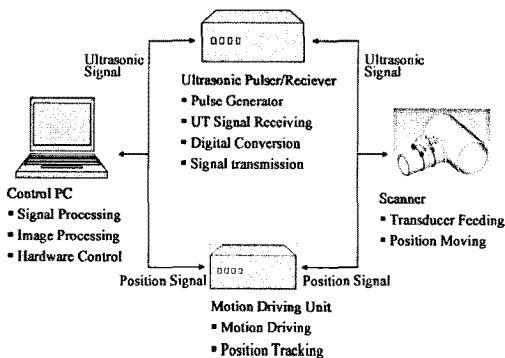 Ultrasonic
Signal
Ultrasonic
Signal
Ultrasonic Pulser/Reciever
▪ Pulse Generator
▪ UT Signal Receiving
▪ Digital Conversion
▪ Signal transmission
Control PC
▪ Signal Processing
▪ Image Processing
▪ Hardware Control
Scanner
▪ Transducer Feeding
▪ Position Moving
Position Signal
Position Signal
Motion Driving Unit
▪ Motion Driving
▪ Position Tracking